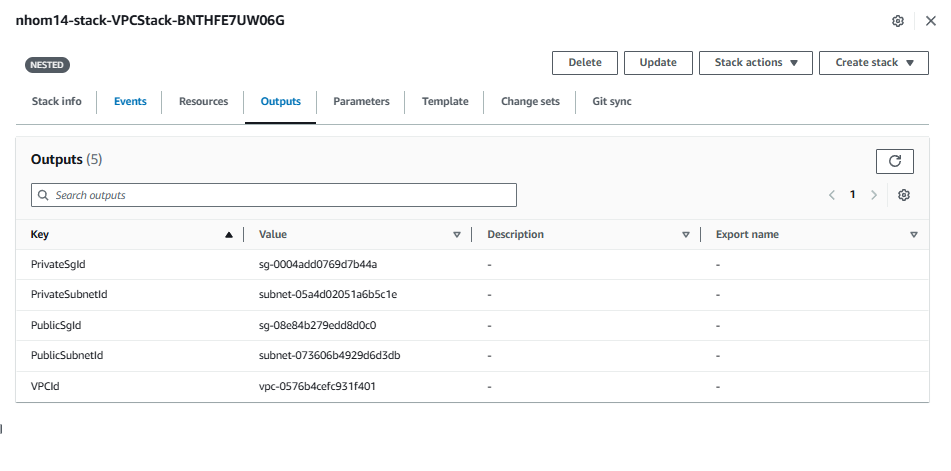 nhom14-stack-VPCStack-BNTHFE7UW06G
NESTED
Delete Update Stack actions Create stack
Stack info Events Resources Outputs Parameters Template Change sets Git sync
Outputs (5)
Search outputs
1
Key Value Description Export name
PrivateSgId sg-0004add0769d7b44a - -
PrivateSubnetId subnet-05a4d02051a6b5c1e - -
PublicSgId sg-08e84b279edd8d0c0 - -
PublicSubnetId subnet-073606b4929d6d3db - -
VPCId vpc-0576b4cefc931f401 - -